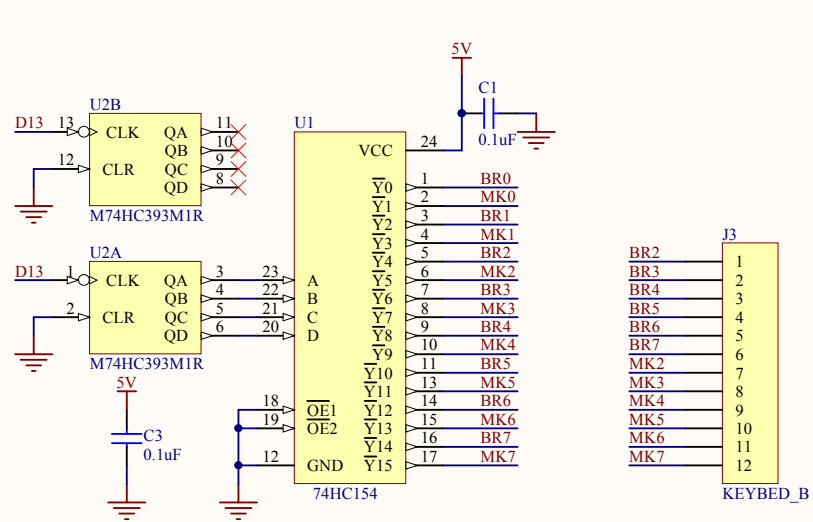 5V
C1
0.1uF
U2B
D13 13 CLK QA 11
QB 10
12 CLR QC 9
QD 8
M74HC393M1R
U1
VCC 24
Y0 1 BR0
Y1 2 MK0
Y2 3 BR1
Y3 4 MK1
Y4 5 BR2
Y5 6 MK2
Y6 7 BR3
Y7 8 MK3
Y8 9 BR4
Y9 10 MK4
Y10 11 BR5
Y11 13 MK5
Y12 14 BR6
Y13 15 MK6
Y14 16 BR7
Y15 17 MK7
23 A
22 B
21 C
20 D
18 OE1
19 OE2
12 GND
74HC154
U2A
D13 1 CLK QA 3
QB 4
2 CLR QC 5
QD 6
M74HC393M1R
5V
C3
0.1uF
J3
BR2 1
BR3 2
BR4 3
BR5 4
BR6 5
BR7 6
MK2 7
MK3 8
MK4 9
MK5 10
MK6 11
MK7 12
KEYBED_B